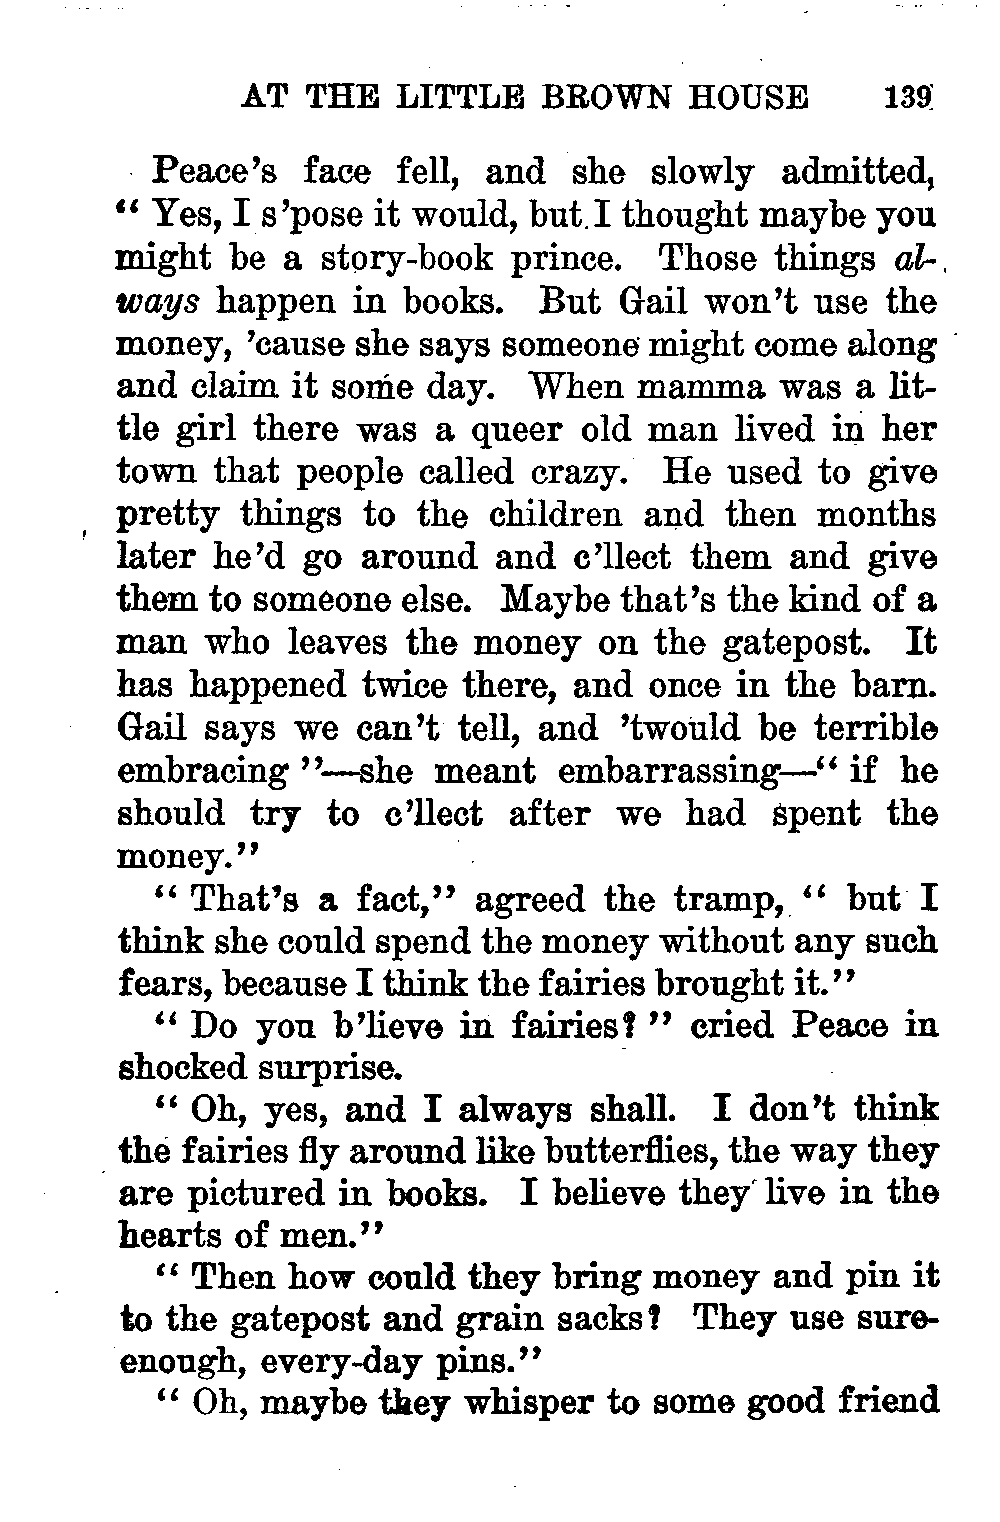 AT THE LITTLE BROWN HOUSE 139
Peace's face fell, and she slowly admitted,
“ Yes, I s'pose it would, but I thought maybe you
might be a story-book prince. Those things al-
ways happen in books. But Gail won't use the
money, 'cause she says someone might come along
and claim it some day. When mamma was a lit-
tle girl there was a queer old man lived in her
town that people called crazy. He used to give
pretty things to the children and then months
later he'd go around and c'llect them and give
them to someone else. Maybe that's the kind of a
man who leaves the money on the gatepost. It
has happened twice there, and once in the barn.
Gail says we can't tell, and 'twould be terrible
embracing ”—she meant embarrassing—“ if he
should try to c'llect after we had spent the
money.”
“ That's a fact,” agreed the tramp, “ but I
think she could spend the money without any such
fears, because I think the fairies brought it.”
“ Do you b'lieve in fairies? ” cried Peace in
shocked surprise.
“ Oh, yes, and I always shall. I don't think
the fairies fly around like butterflies, the way they
are pictured in books. I believe they live in the
hearts of men.”
“ Then how could they bring money and pin it
to the gatepost and grain sacks? They use sure-
enough, every-day pins.”
“ Oh, maybe they whisper to some good friend